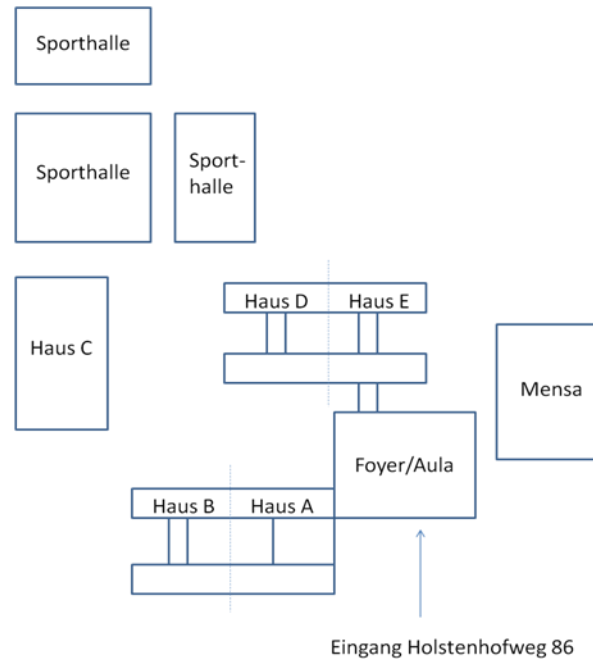 Sporthalle
Sporthalle
Sport-
halle
Haus D
Haus E
Haus C
Mensa
Foyer/Aula
Haus B
Haus A
Eingang Holstenhofweg 86